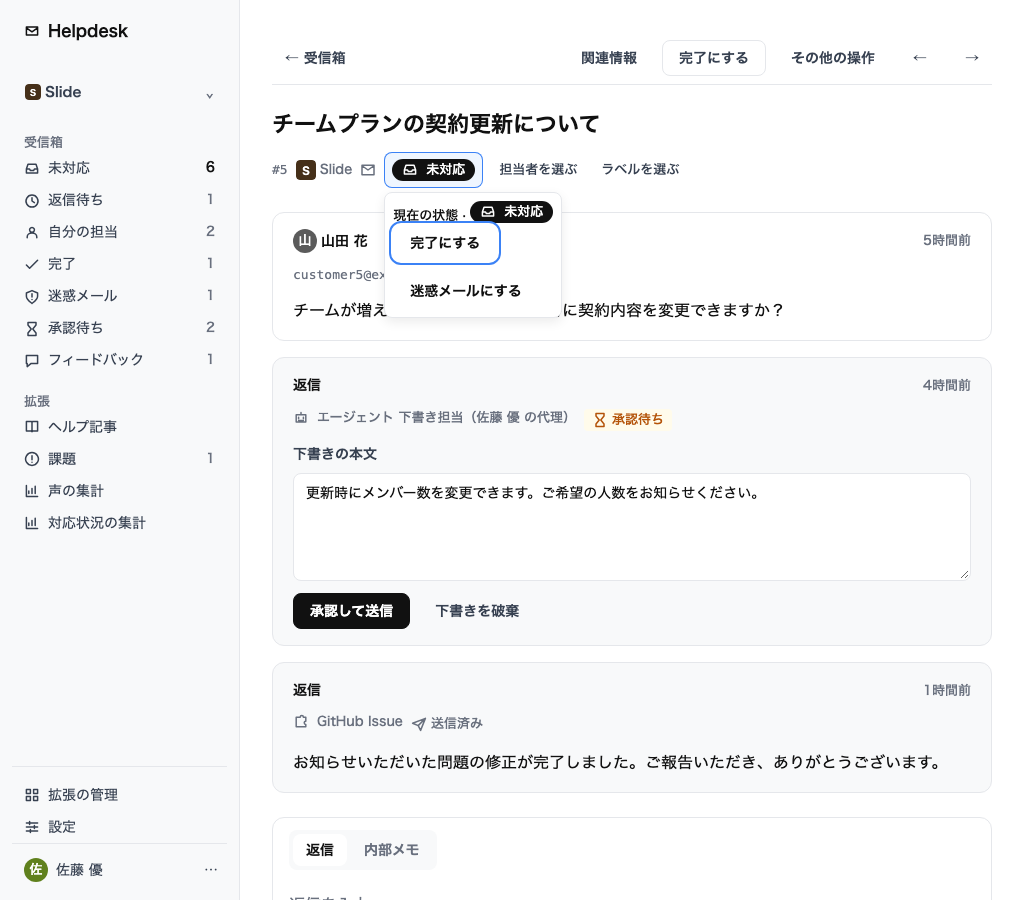 Helpdesk
S Slide
受信箱
未対応 6
返信待ち 1
自分の担当 2
完了 1
迷惑メール 1
承認待ち 2
フィードバック 1
拡張
ヘルプ記事
課題 1
声の集計
対応状況の集計
拡張の管理
設定
佐 佐藤 優 …
← 受信箱 関連情報 完了にする その他の操作 ← →
チームプランの契約更新について
#5 S Slide 未対応 担当者を選ぶ ラベルを選ぶ
現在の状態 · 未対応
完了にする
迷惑メールにする
山 山田 花 5時間前
customer5@ex
チームが増え に契約内容を変更できますか？
返信 4時間前
エージェント 下書き担当（佐藤 優 の代理） 承認待ち
下書きの本文
更新時にメンバー数を変更できます。ご希望の人数をお知らせください。
承認して送信 下書きを破棄
返信 1時間前
GitHub Issue 送信済み
お知らせいただいた問題の修正が完了しました。ご報告いただき、ありがとうございます。
返信 内部メモ